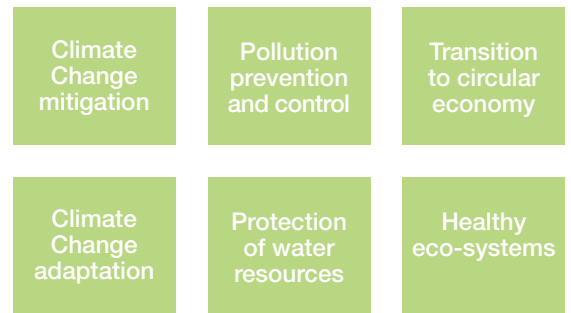 Climate
Change
mitigation
Pollution
prevention
and control
Transition
to circular
economy
Climate
Change
adaptation
Protection
of water
resources
Healthy
eco-systems